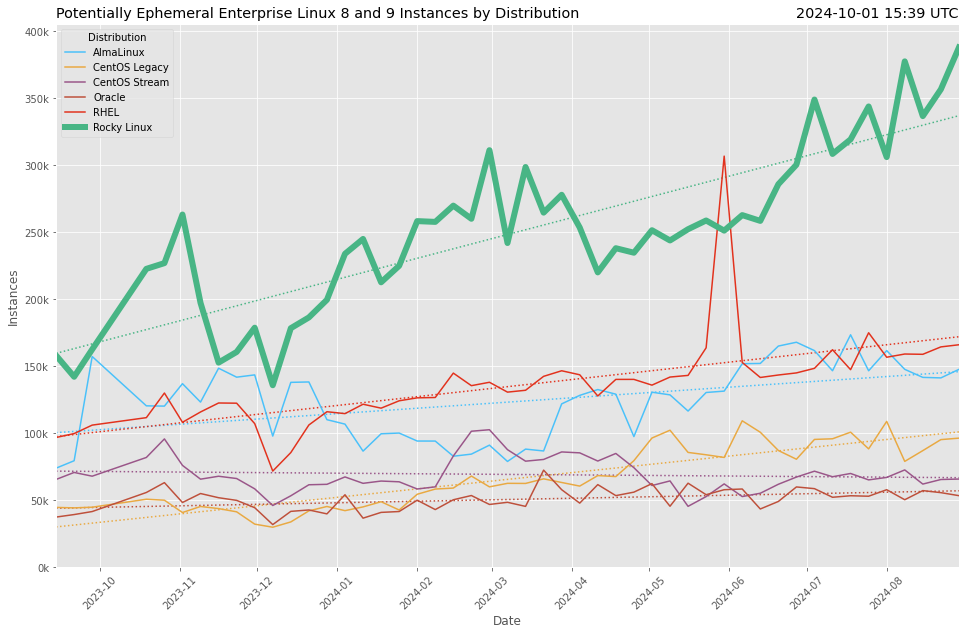 Potentially Ephemeral Enterprise Linux 8 and 9 Instances by Distribution
2024-10-01 15:39 UTC
Distribution
AlmaLinux
CentOS Legacy
CentOS Stream
Oracle
RHEL
Rocky Linux
400k
350k
300k
250k
200k
150k
100k
50k
0k
Instances
2023-10
2023-11
2023-12
2024-01
2024-02
2024-03
2024-04
2024-05
2024-06
2024-07
2024-08
Date